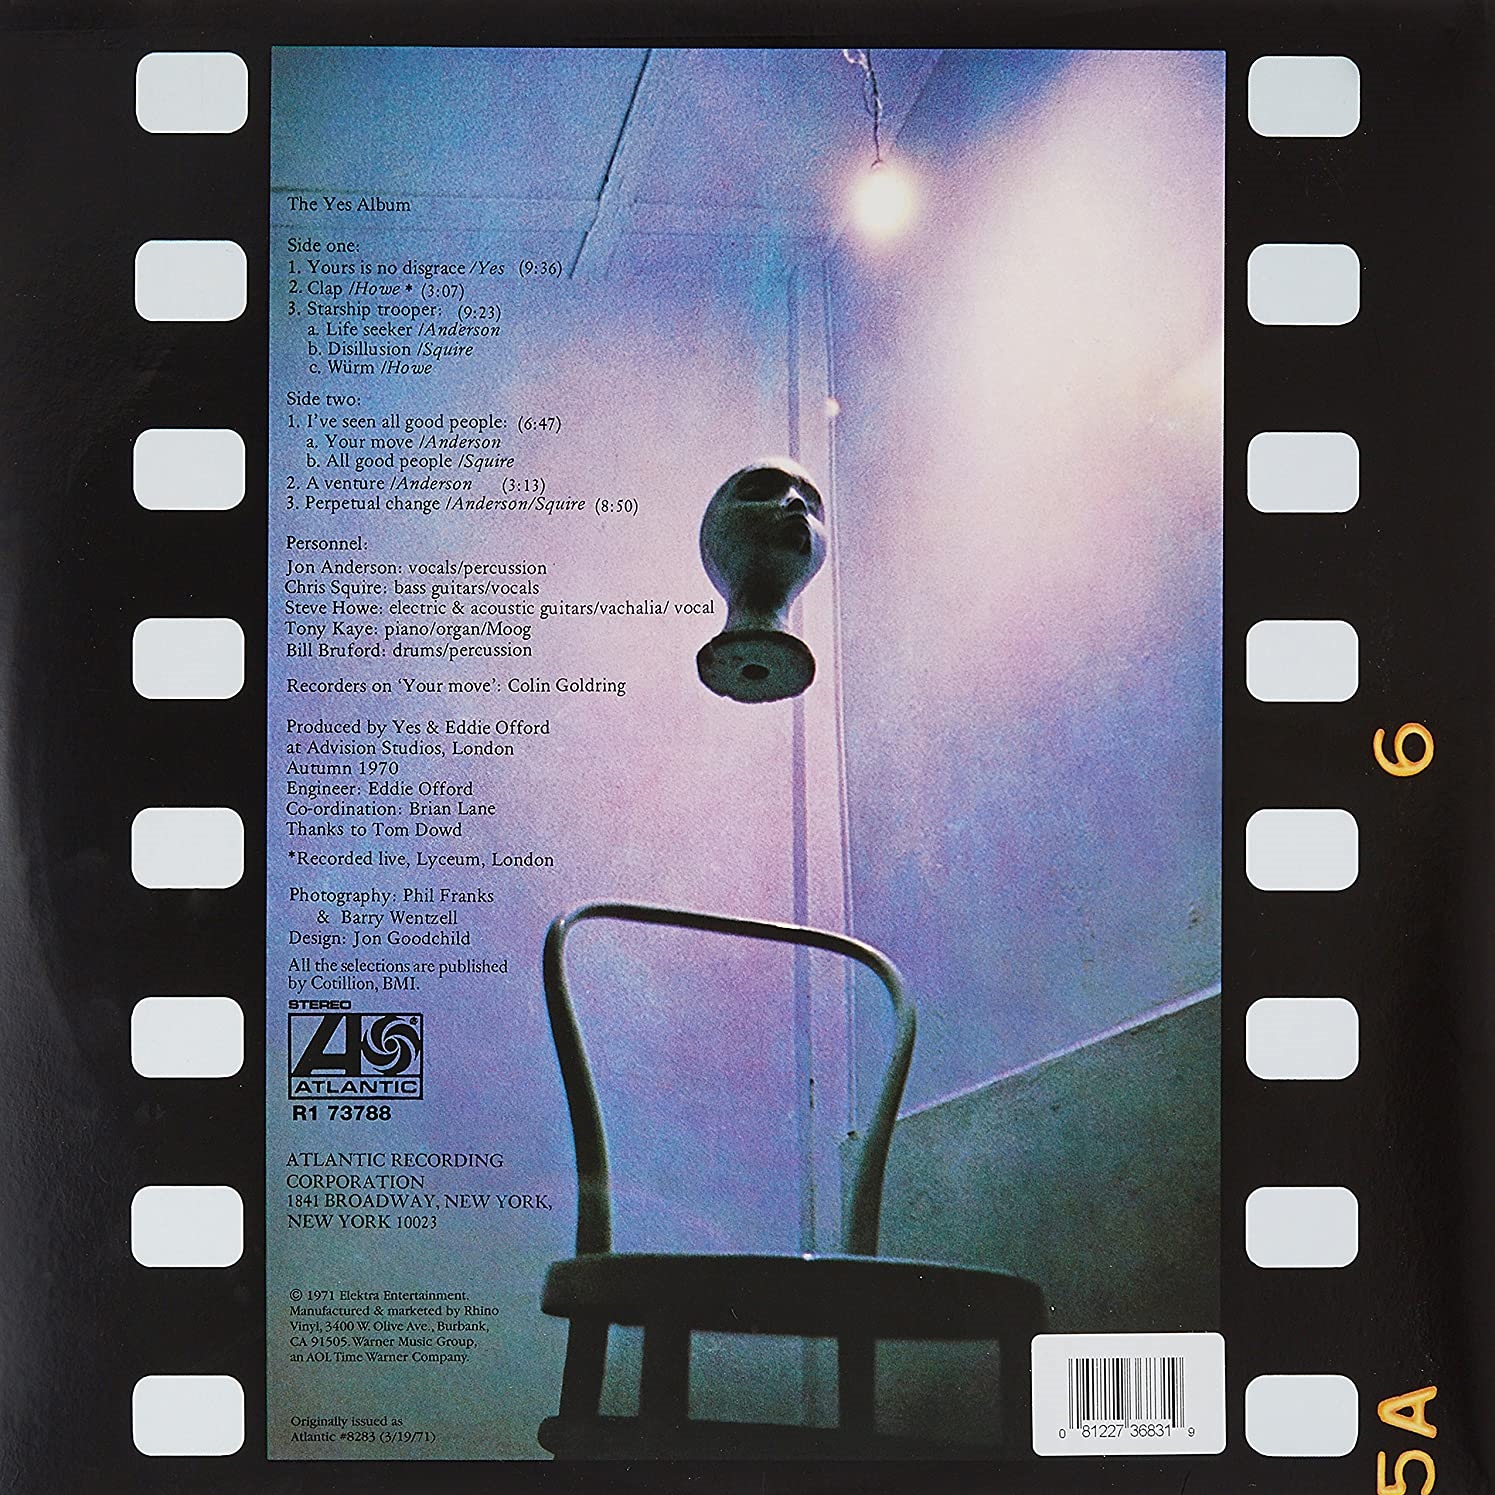 The Yes Album
Side one:
1. Yours is no disgrace /Yes (9:36)
2. Clap /Howe * (3:07)
3. Starship trooper: (9:23)
a. Life seeker /Anderson
b. Disillusion /Squire
c. Würm /Howe
Side two:
1. I've seen all good people: (6:47)
a. Your move /Anderson
b. All good people /Squire
2. A venture /Anderson (3:13)
3. Perpetual change /Anderson/Squire (8:50)
Personnel:
Jon Anderson: vocals/percussion
Chris Squire: bass guitars/vocals
Steve Howe: electric & acoustic guitars/vachalia/ vocal
Tony Kaye: piano/organ/Moog
Bill Bruford: drums/percussion
Recorders on 'Your move': Colin Goldring
Produced by Yes & Eddie Offord
at Advision Studios, London
Autumn 1970
Engineer: Eddie Offord
Co-ordination: Brian Lane
Thanks to Tom Dowd
*Recorded live, Lyceum, London
Photography: Phil Franks
& Barry Wentzell
Design: Jon Goodchild
All the selections are published
by Cotillion, BMI.
STEREO
ATLANTIC
R1 73788
ATLANTIC RECORDING
CORPORATION
1841 BROADWAY, NEW YORK,
NEW YORK 10023
© 1971 Elektra Entertainment.
Manufactured & marketed by Rhino
Vinyl, 3400 W. Olive Ave., Burbank,
CA 91505. Warner Music Group,
an AOL Time Warner Company.
Originally issued as
Atlantic #8283 (3/19/71)
0 81227 36831 9
6
5A